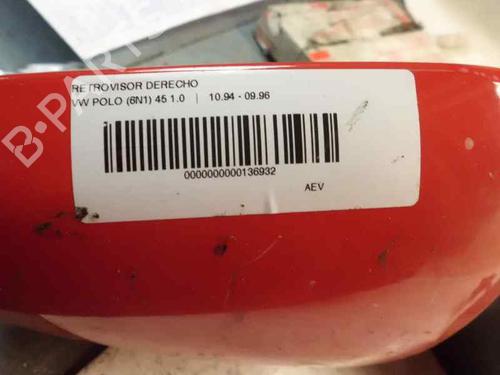 B-PARTS
RETROVISOR DERECHO
VW POLO (6N1) 45 1.0 | 10.94 - 09.96
0000000000136932
AEV